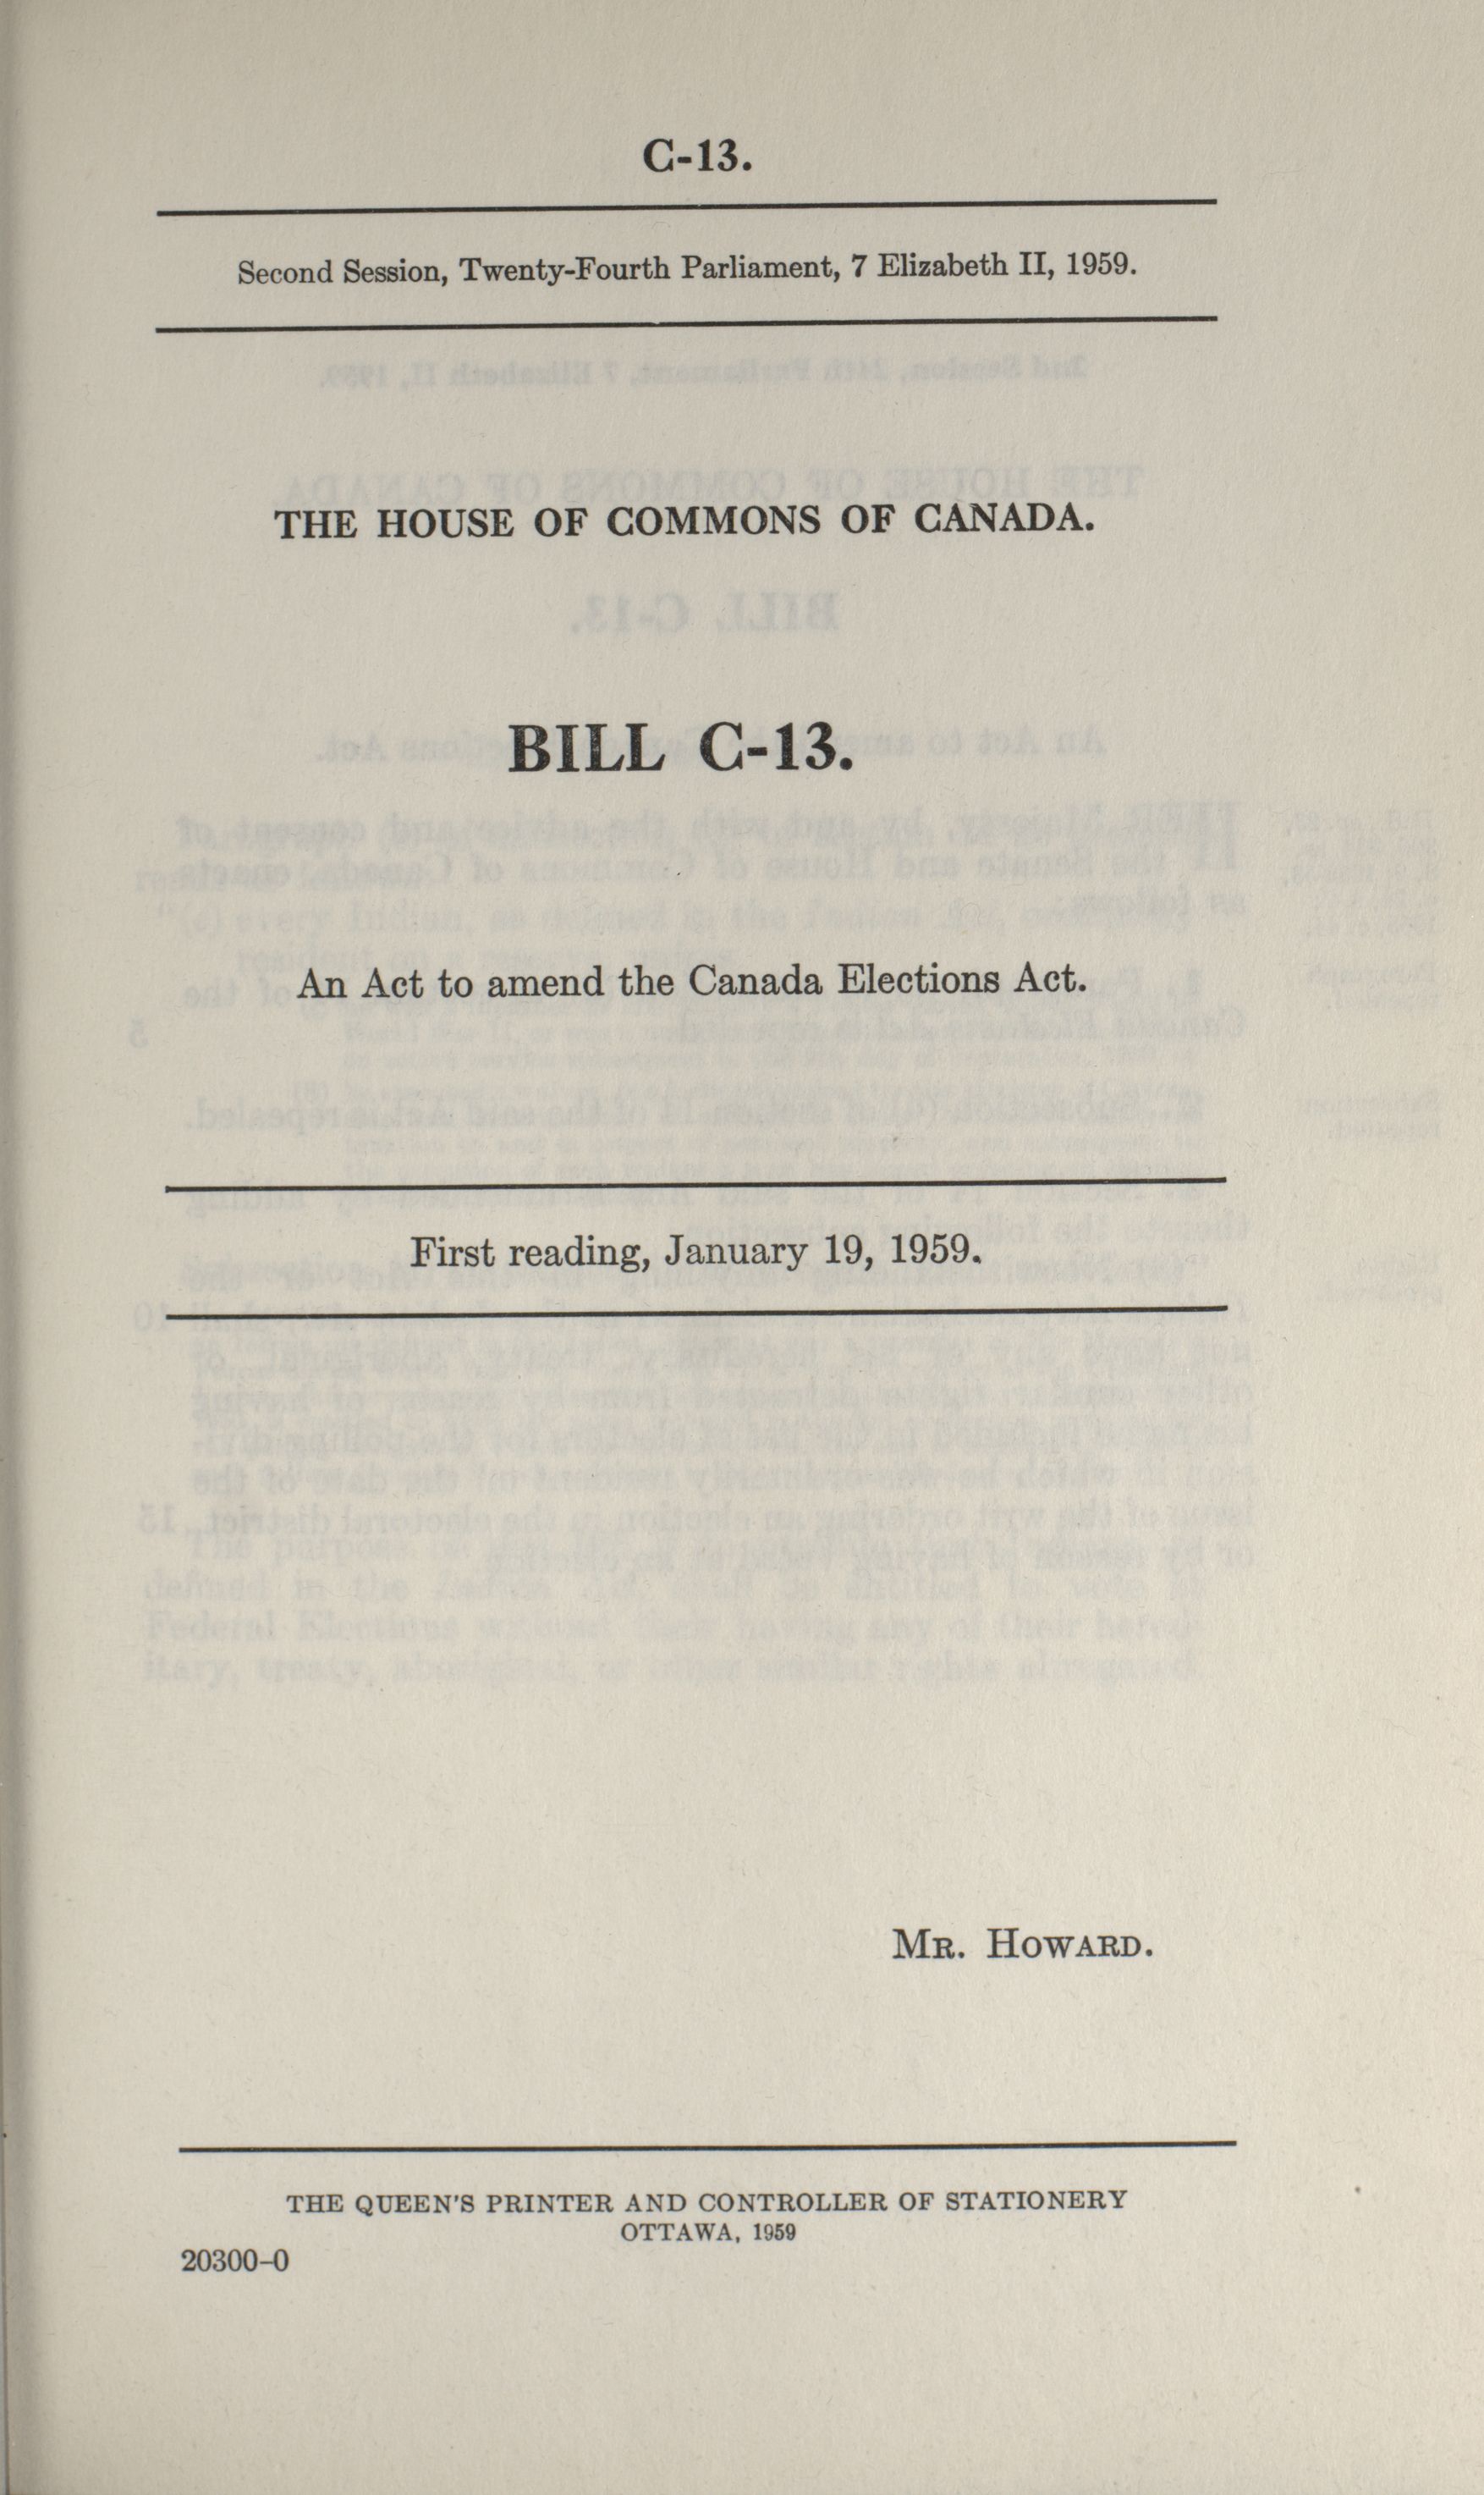 C-13.
Second Session, Twenty-Fourth Parliament, 7 Elizabeth II, 1959.
THE HOUSE OF COMMONS OF CANADA.
BILL C-13.
An Act to amend the Canada Elections Act.
First reading, January 19, 1959.
MR. HOWARD.
THE QUEEN'S PRINTER AND CONTROLLER OF STATIONERY
OTTAWA, 1959
20300-0